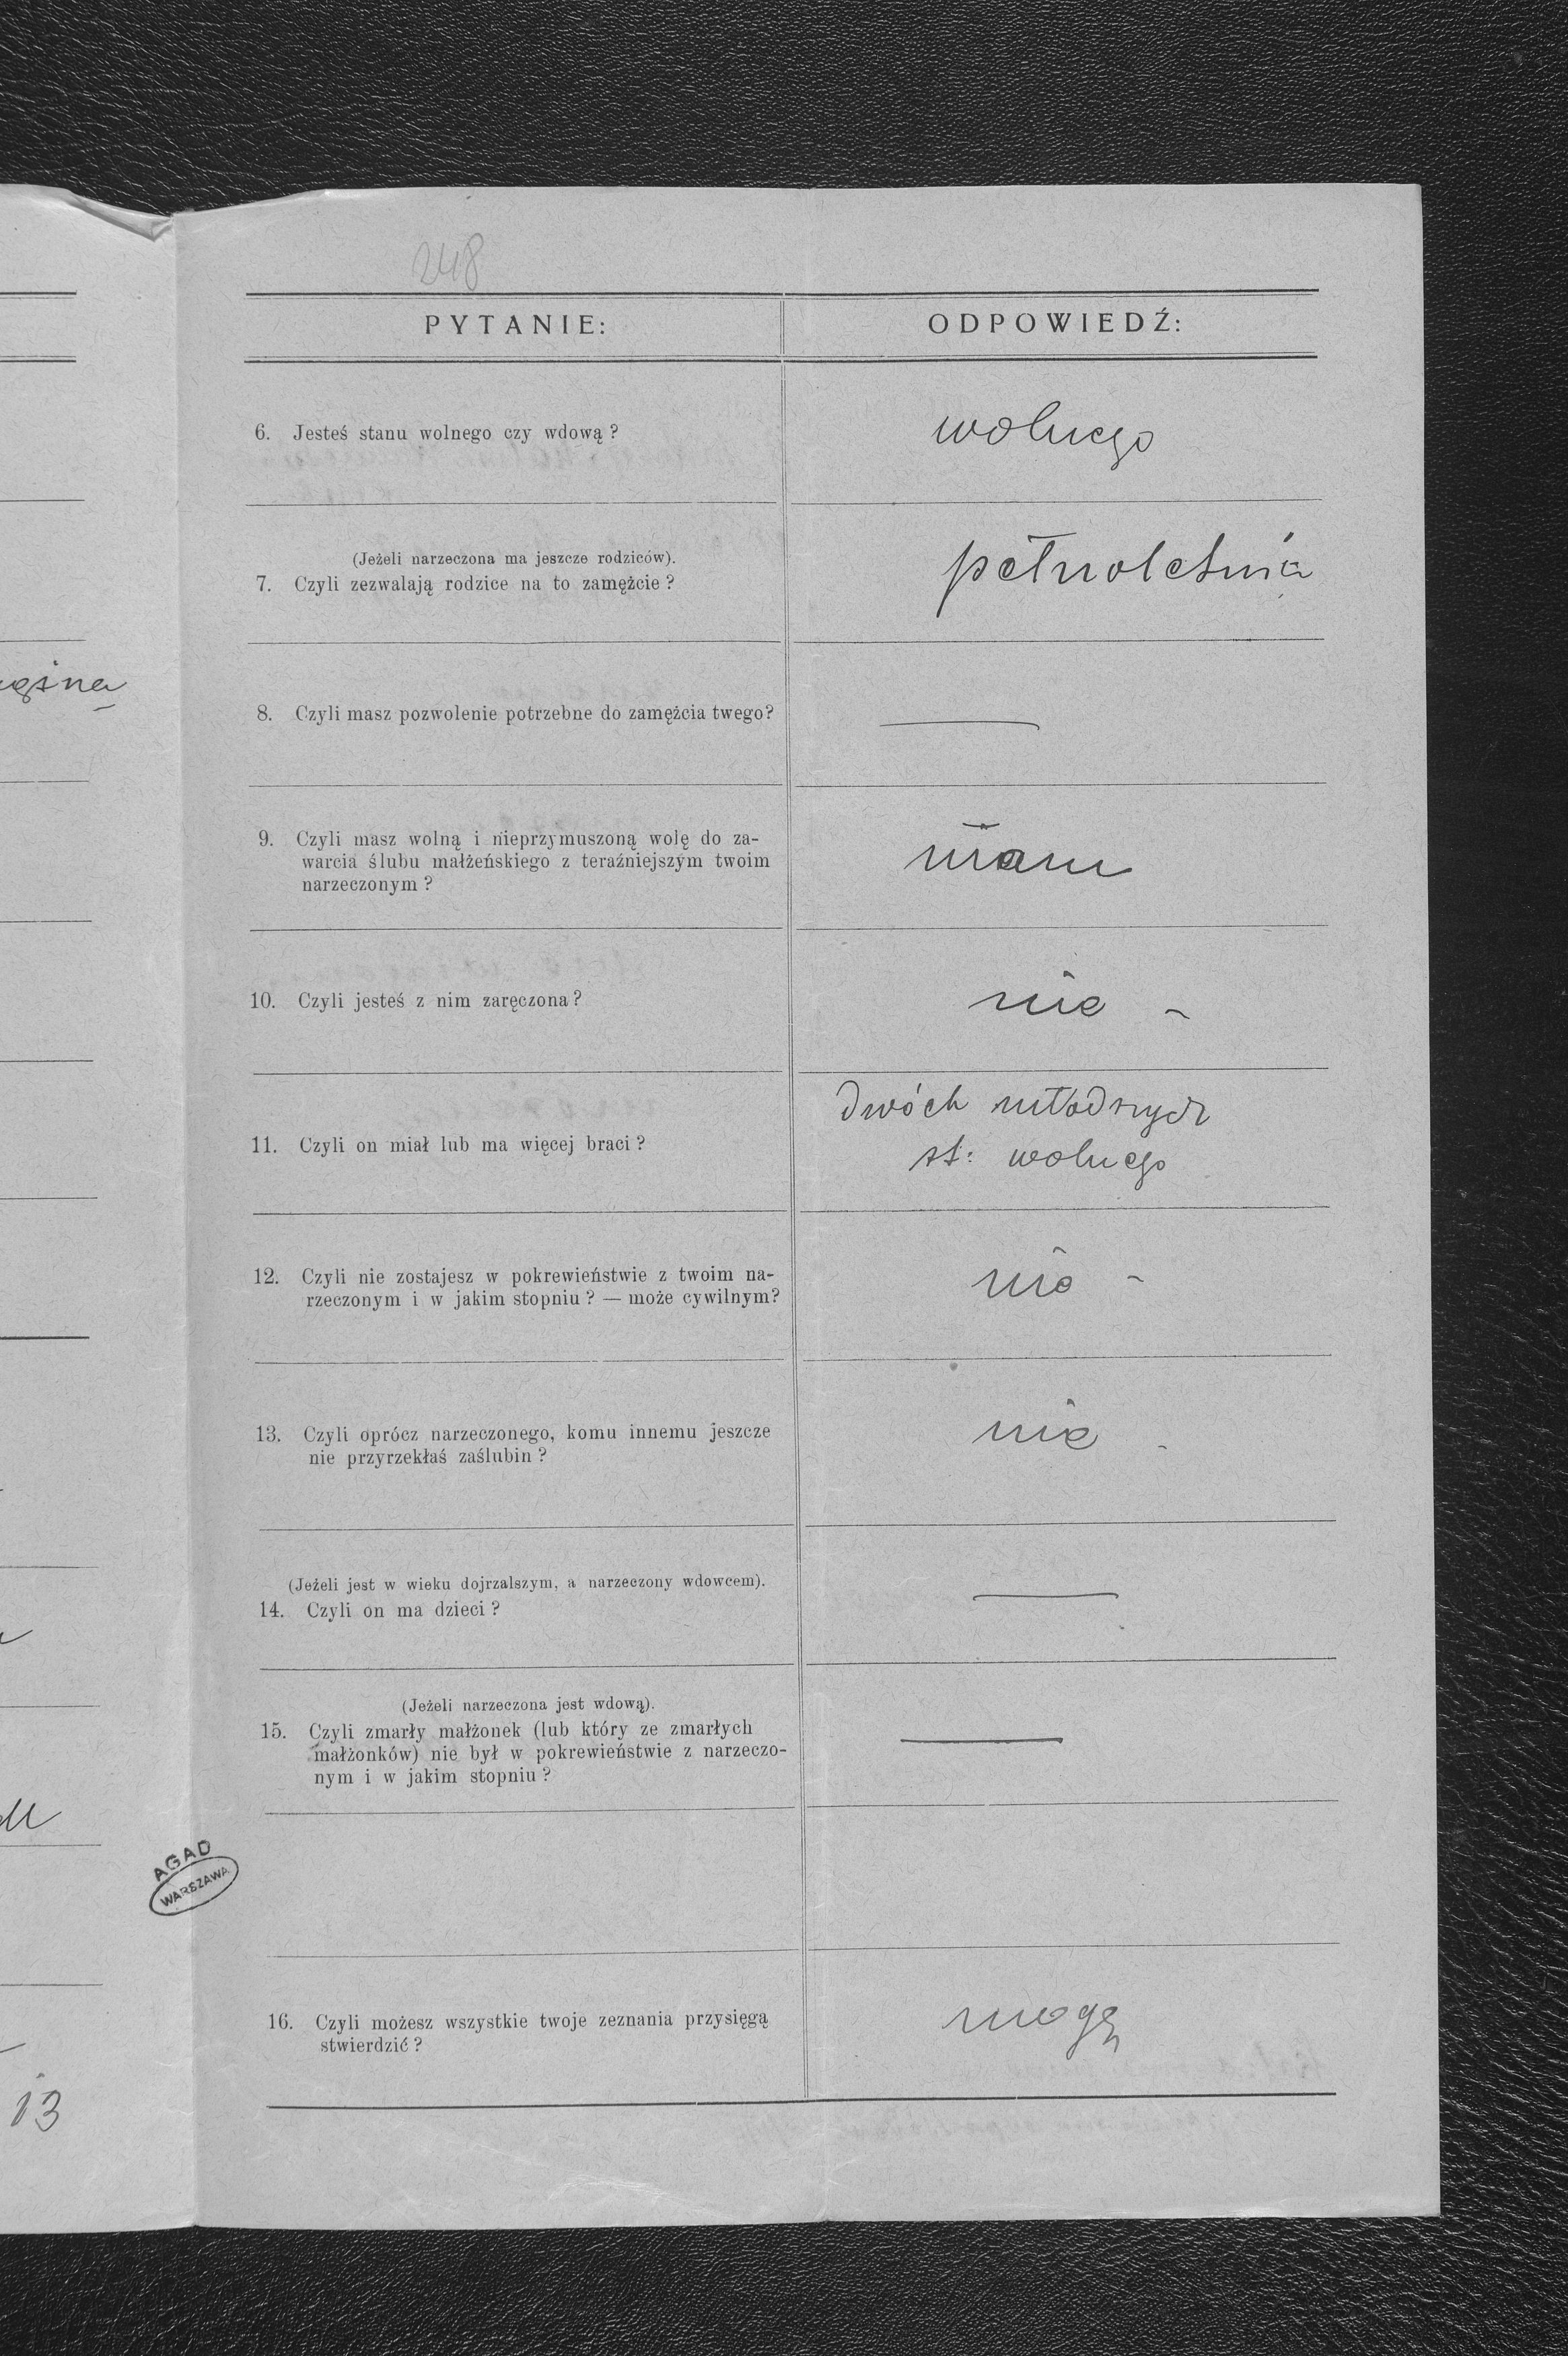 248
PYTANIE:
ODPOWIEDŹ:
6. Jesteś stanu wolnego czy wdową?
wolnego
(Jeżeli narzeczona ma jeszcze rodziców).
7. Czyli zezwalają rodzice na to zamężcie?
pełnoletnia
8. Czyli masz pozwolenie potrzebne do zamężcia twego?
9. Czyli masz wolną i nieprzymuszoną wolę do za-
warcia ślubu małżeńskiego z teraźniejszym twoim
narzeczonym?
mam
10. Czyli jesteś z nim zaręczona?
nie -
11. Czyli on miał lub ma więcej braci?
dwóch młodszych
st: wolnego
12. Czyli nie zostajesz w pokrewieństwie z twoim na-
rzeczonym i w jakim stopniu? — może cywilnym?
nie -
13. Czyli oprócz narzeczonego, komu innemu jeszcze
nie przyrzekłaś zaślubin?
nie -
(Jeżeli jest w wieku dojrzalszym, a narzeczony wdowcem).
14. Czyli on ma dzieci?
(Jeżeli narzeczona jest wdową).
15. Czyli zmarły małżonek (lub który ze zmarłych
małżonków) nie był w pokrewieństwie z narzeczo-
nym i w jakim stopniu?
AGAD
WARSZAWA
16. Czyli możesz wszystkie twoje zeznania przysięgą
stwierdzić?
mogę
13